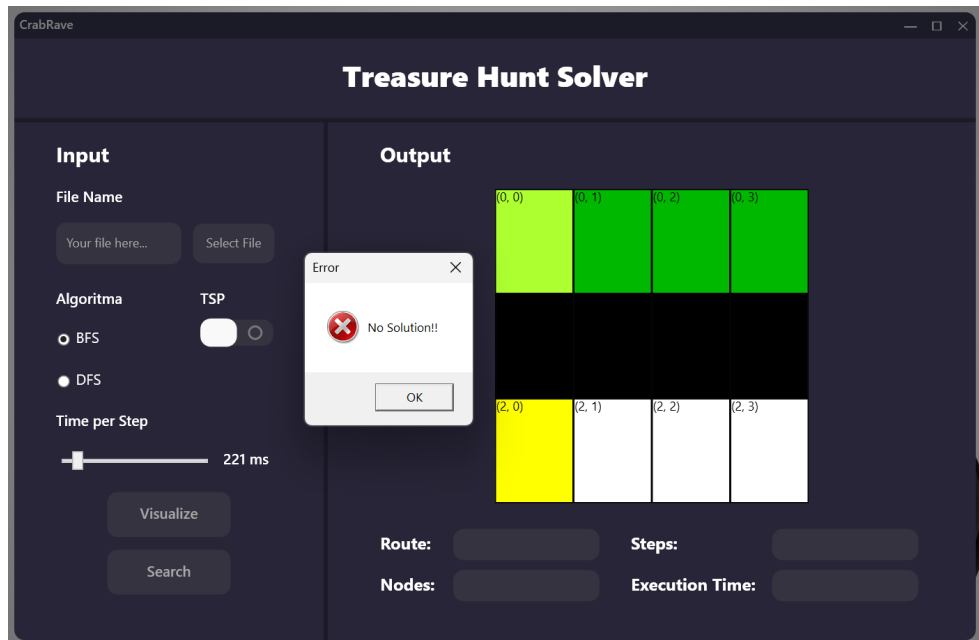 CrabRave
Treasure Hunt Solver
Input
File Name
Your file here...
Select File
Algoritma
TSP
BFS
DFS
Time per Step
221 ms
Visualize
Search
Error
No Solution!!
OK
Output
(0, 0) (0, 1) (0, 2) (0, 3)
(2, 0) (2, 1) (2, 2) (2, 3)
Route:
Steps:
Nodes:
Execution Time: